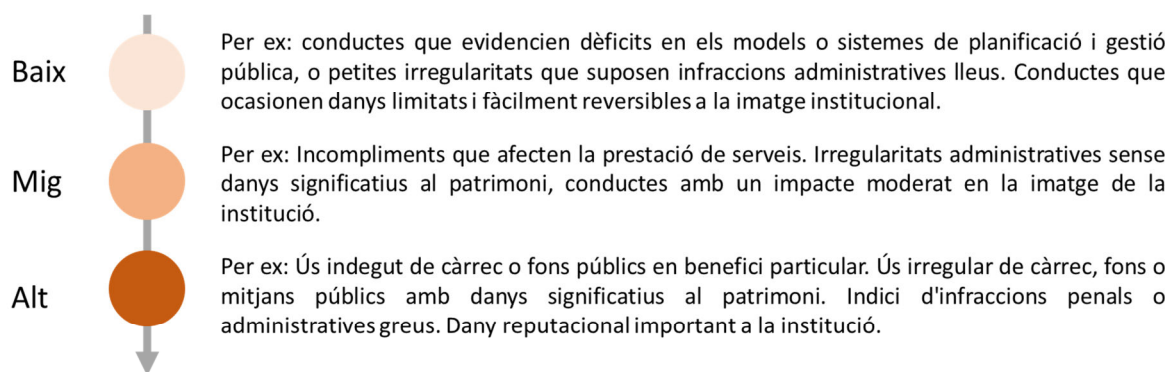 Baix
Per ex: conductes que evidencien dèficits en els models o sistemes de planificació i gestió
pública, o petites irregularitats que suposen infraccions administratives lleus. Conductes que
ocasionen danys limitats i fàcilment reversibles a la imatge institucional.
Mig
Per ex: Incompliments que afecten la prestació de serveis. Irregularitats administratives sense
danys significatius al patrimoni, conductes amb un impacte moderat en la imatge de la
institució.
Alt
Per ex: Ús indegut de càrrec o fons públics en benefici particular. Ús irregular de càrrec, fons o
mitjans públics amb danys significatius al patrimoni. Indici d'infraccions penals o
administratives greus. Dany reputacional important a la institució.